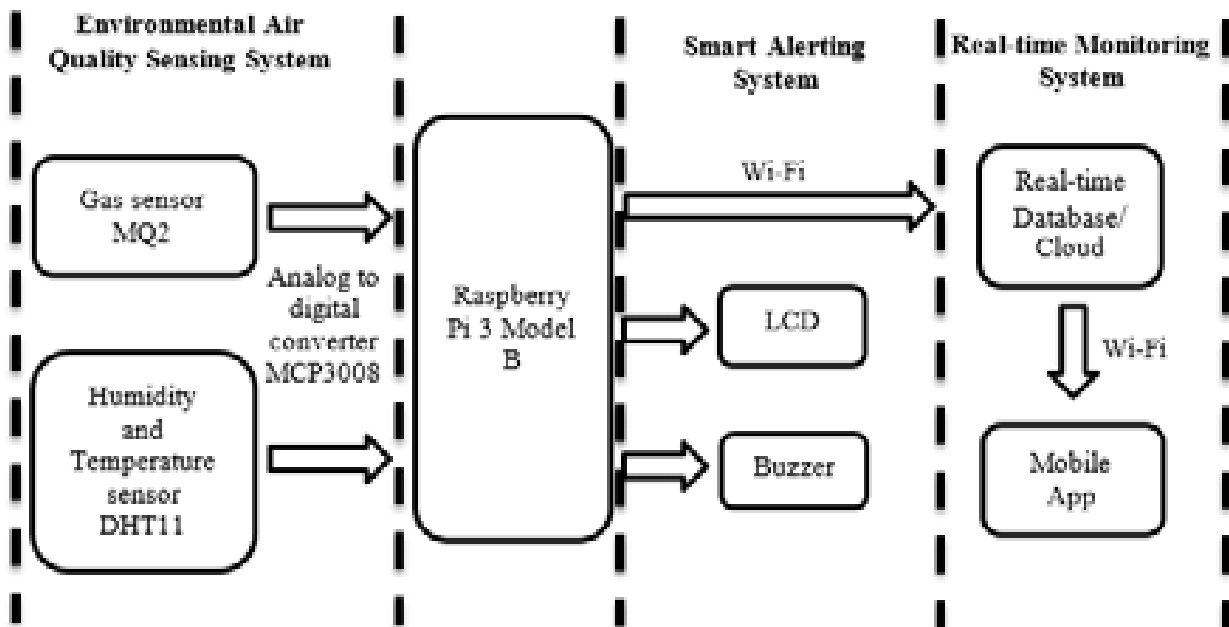 Environmental Air
Quality Sensing System
Gas sensor
MQ2
Analog to
digital
converter
MCP3008
Humidity
and
Temperature
sensor
DHT11
Raspberry
Pi 3 Model
B
Smart Alerting
System
Wi-Fi
LCD
Buzzer
Real-time Monitoring
System
Real-time
Database/
Cloud
Wi-Fi
Mobile
App